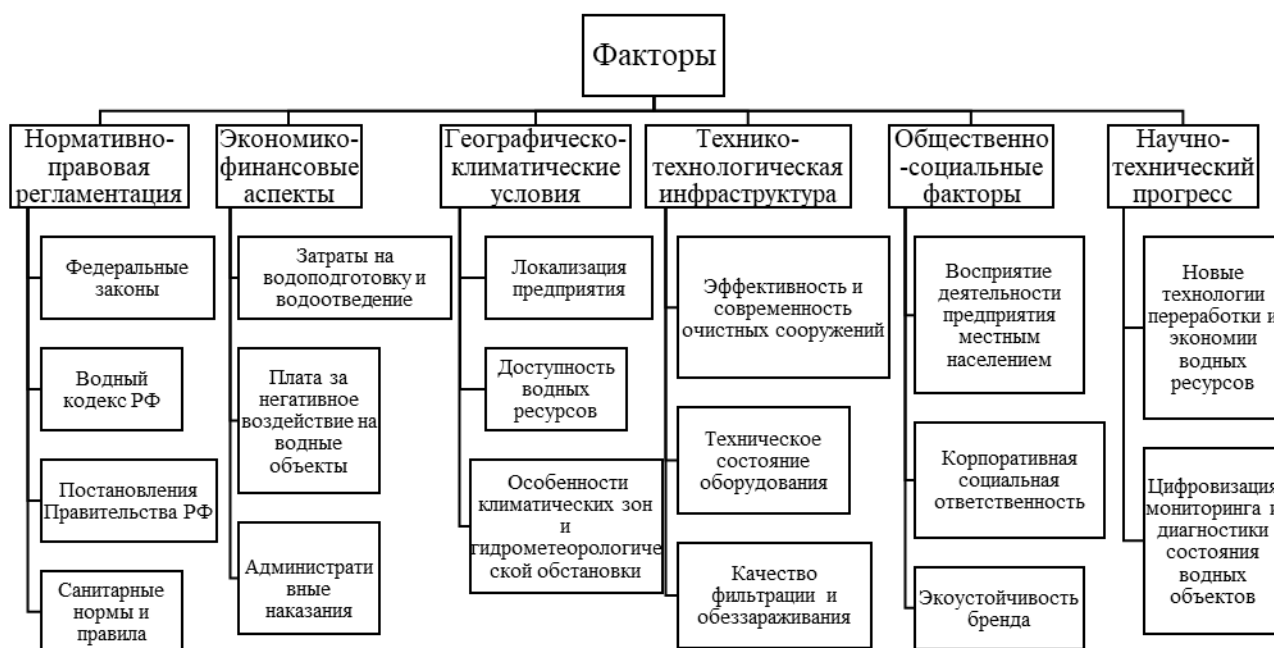 Факторы
Нормативно-
правовая
регламентация
Федеральные
законы
Водный
кодекс РФ
Постановления
Правительства РФ
Санитарные
нормы и
правила
Экономико-
финансовые
аспекты
Затраты на
водоподготовку и
водоотведение
Плата за
негативное
воздействие на
водные
объекты
Администрати
вные
наказания
Географическо-
климатические
условия
Локализация
предприятия
Доступность
водных
ресурсов
Особенности
климатических зон
и
гидрометеорологиче
ской обстановки
Технико-
технологическая
инфраструктура
Эффективность и
современность
очистных сооружений
Техническое
состояние
оборудования
Качество
фильтрации и
обеззараживания
Общественно
-социальные
факторы
Восприятие
деятельности
предприятия
местным
населением
Корпоративная
социальная
ответственность
Экоустойчивость
бренда
Научно-
технический
прогресс
Новые
технологии
переработки и
экономии
водных
ресурсов
Цифровизация
мониторинга и
диагностики
состояния
водных
объектов